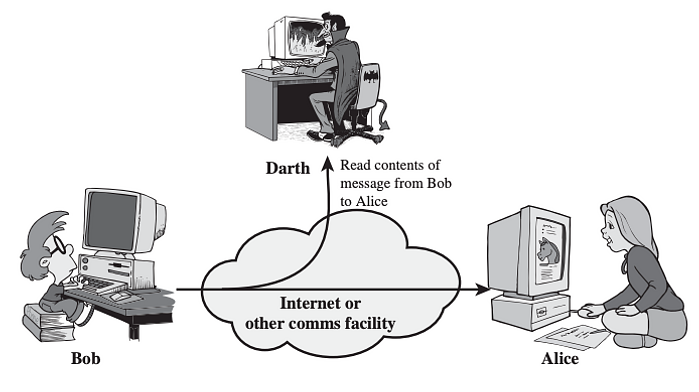 Darth
Read contents of
message from Bob
to Alice
Internet or
other comms facility
Bob
Alice